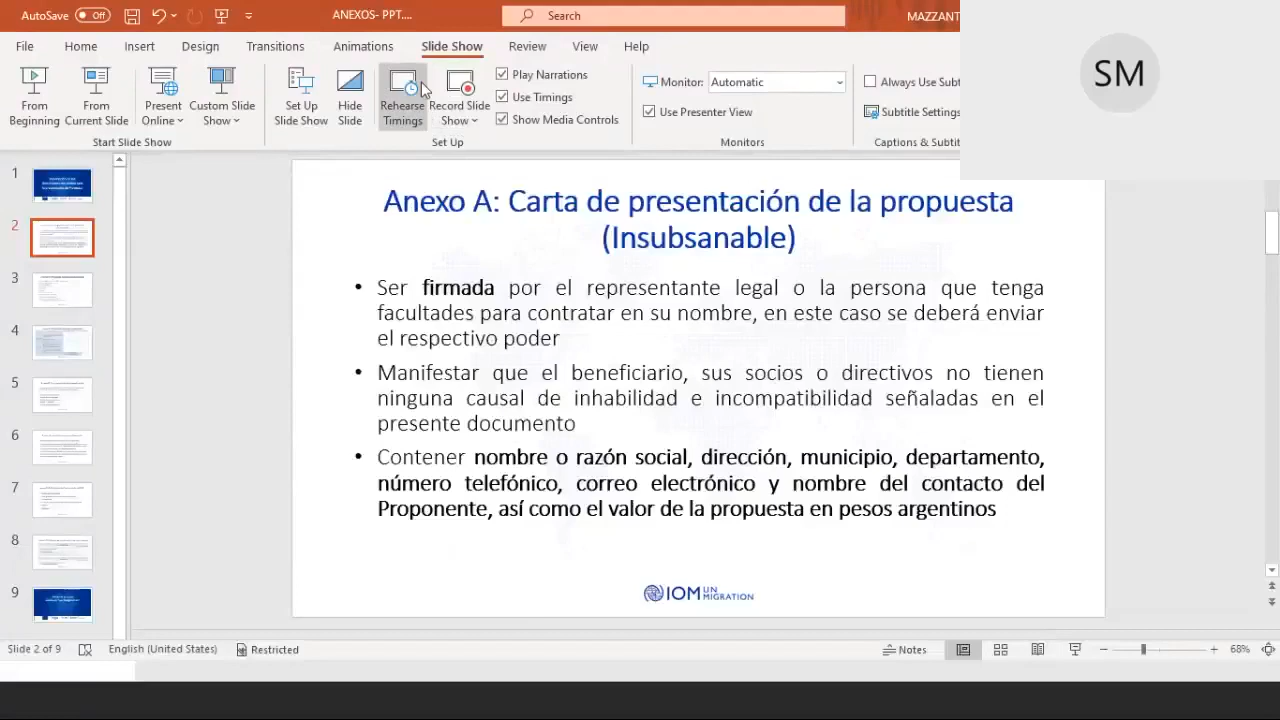 AutoSave Off ANEXOS- PPT.... Search MAZZANT
File Home Insert Design Transitions Animations Slide Show Review View Help
From Beginning
From Current Slide
Present Online
Custom Slide Show
Set Up Slide Show
Hide Slide
Rehearse Timings
Record Slide Show
Play Narrations
Use Timings
Show Media Controls
Monitor: Automatic
Use Presenter View
Always Use Subt
Subtitle Settings
Start Slide Show Set Up Monitors Captions & Subtit
SM
1
2
3
4
5
6
7
8
9
Anexo A: Carta de presentación de la propuesta
(Insubsanable)
• Ser firmada por el representante legal o la persona que tenga
facultades para contratar en su nombre, en este caso se deberá enviar
el respectivo poder
• Manifestar que el beneficiario, sus socios o directivos no tienen
ninguna causal de inhabilidad e incompatibilidad señaladas en el
presente documento
• Contener nombre o razón social, dirección, municipio, departamento,
número telefónico, correo electrónico y nombre del contacto del
Proponente, así como el valor de la propuesta en pesos argentinos
IOM UN MIGRATION
Slide 2 of 9 English (United States) Restricted Notes 68%